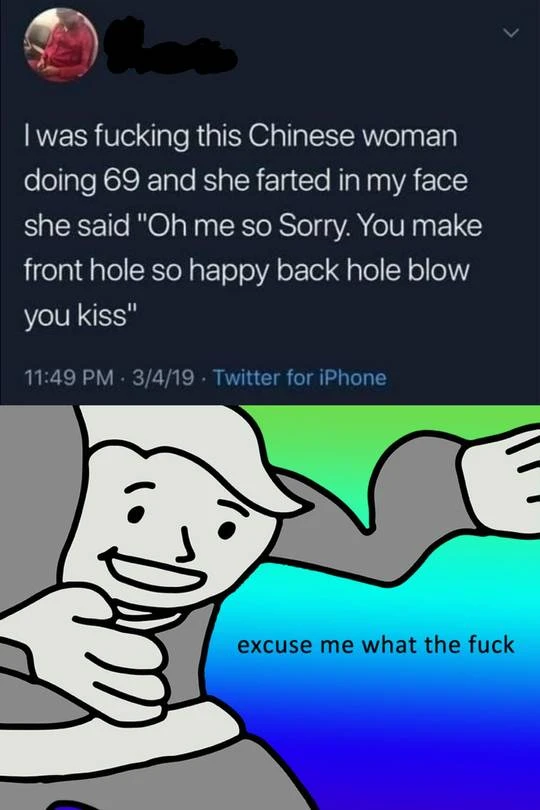 I was fucking this Chinese woman
doing 69 and she farted in my face
she said "Oh me so Sorry. You make
front hole so happy back hole blow
you kiss"
11:49 PM · 3/4/19 · Twitter for iPhone
excuse me what the fuck